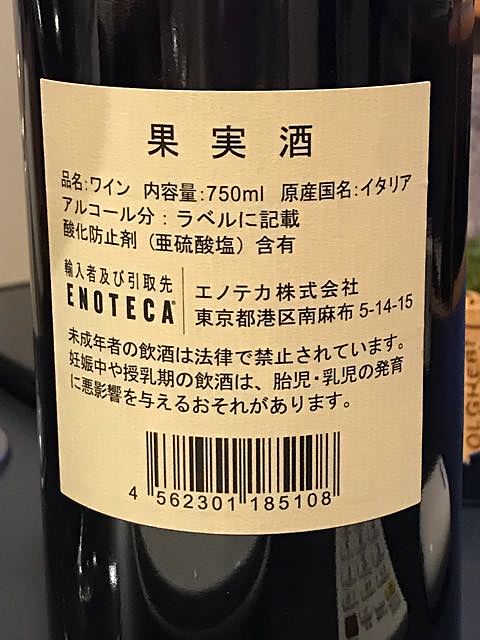 果実酒
品名:ワイン 内容量:750ml 原産国名:イタリア
アルコール分：ラベルに記載
酸化防止剤（亜硫酸塩）含有
輸入者及び引取先
ENOTECA®
エノテカ株式会社
東京都港区南麻布 5-14-15
未成年者の飲酒は法律で禁止されています。
妊娠中や授乳期の飲酒は、胎児・乳児の発育
に悪影響を与えるおそれがあります。
4 562301 185108
OLGHERI